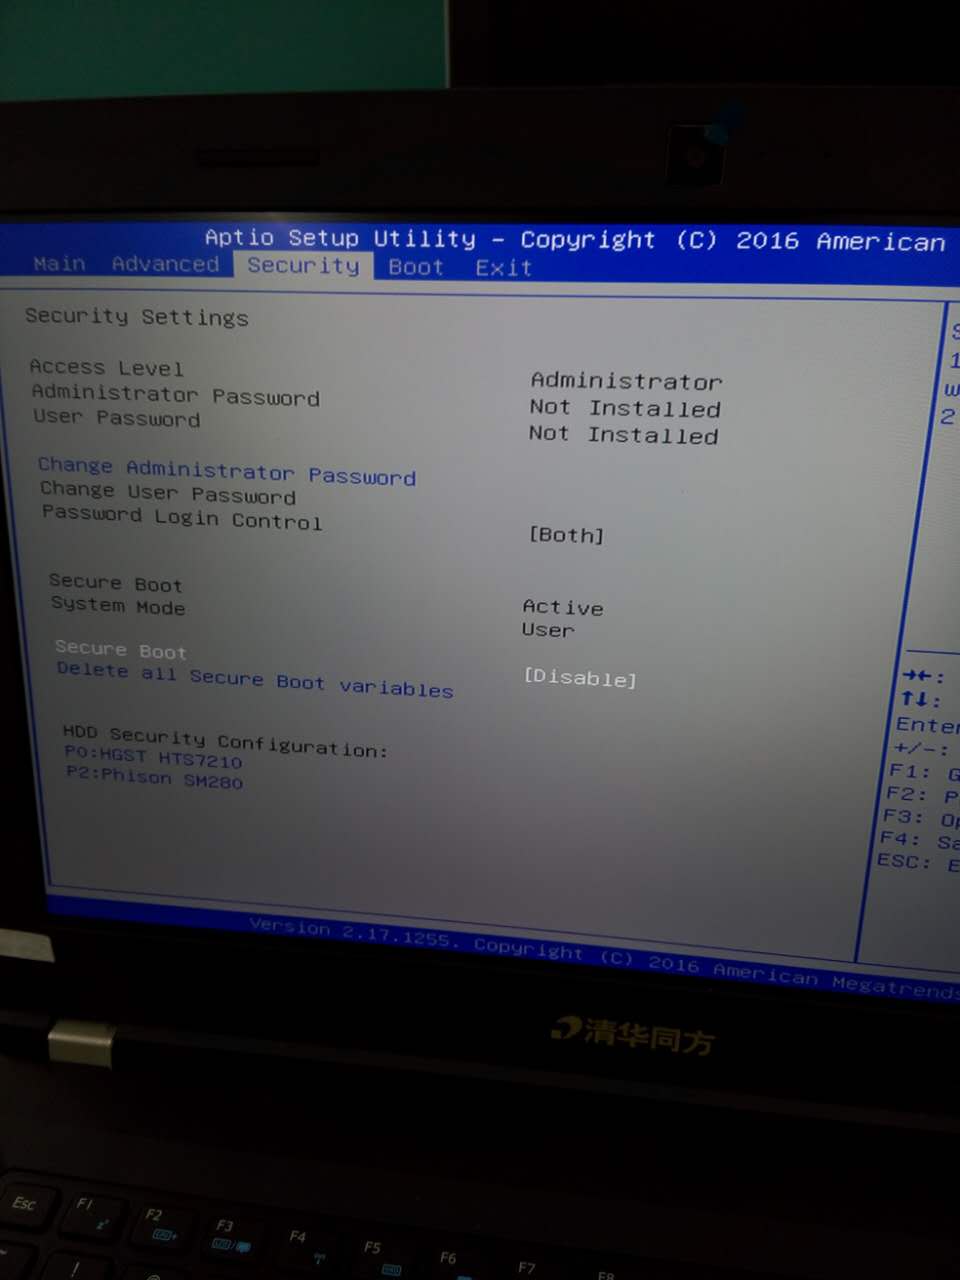 Aptio Setup Utility - Copyright (C) 2016 American
Main Advanced Security Boot Exit
Security Settings
Access Level Administrator
Administrator Password Not Installed
User Password Not Installed
Change Administrator Password
Change User Password
Password Login Control [Both]
Secure Boot Active
System Mode User
Secure Boot [Disable]
Delete all Secure Boot variables
HDD Security Configuration:
P0:HGST HTS7210
P2:Phison SM280
→←:
↑↓:
Enter
+/-:
F1: G
F2: P
F3: Op
F4: Sa
ESC: E
Version 2.17.1255. Copyright (C) 2016 American Megatrends
清华同方
Esc F1 F2 F3 F4 F5 F6 F7 F8
!